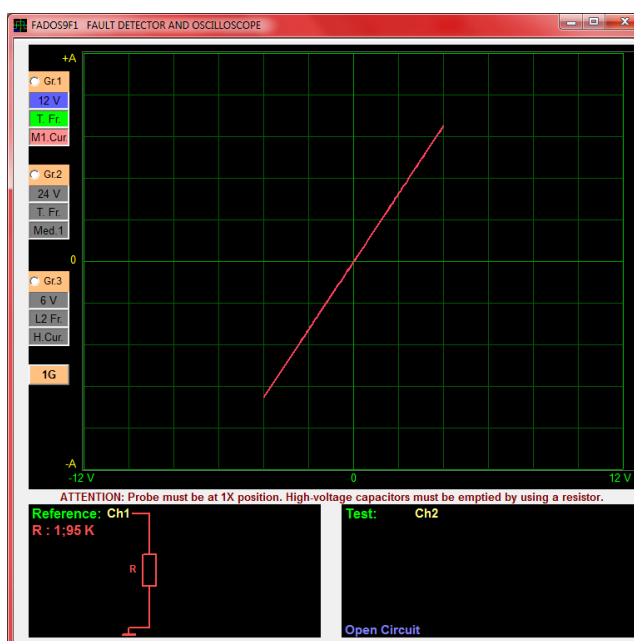 FADOS9F1 FAULT DETECTOR AND OSCILLOSCOPE
+A
Gr.1
12 V
T. Fr.
M1.Cur.
Gr.2
24 V
T. Fr.
Med.1
0
Gr.3
6 V
L2 Fr.
H.Cur.
1G
-A
-12 V 0 12 V
ATTENTION: Probe must be at 1X position. High-voltage capacitors must be emptied by using a resistor.
Reference: Ch1
R : 1;95 K
R
Test: Ch2
Open Circuit